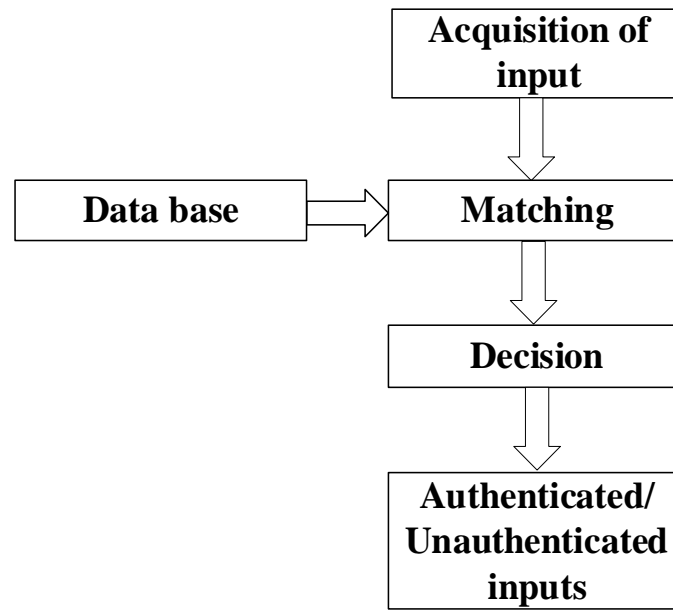 Acquisition of
input
Data base
Matching
Decision
Authenticated/
Unauthenticated
inputs